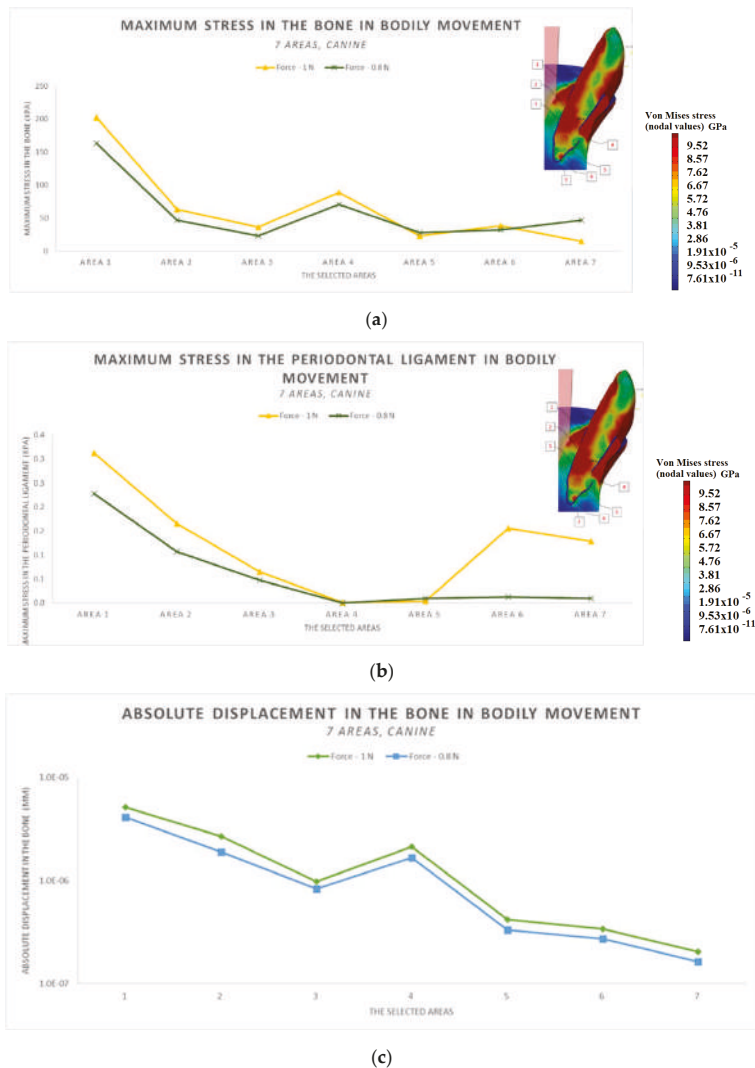 MAXIMUM STRESS IN THE BONE IN BODILY MOVEMENT
7 AREAS, CANINE
Force - 1 N Force - 0.8 N
MAXIMUM STRESS IN THE BONE (KPA)
250
200
150
100
50
0
AREA 1 AREA 2 AREA 3 AREA 4 AREA 5 AREA 6 AREA 7
THE SELECTED AREAS
Von Mises stress
(nodal values) GPa
9.52
8.57
7.62
6.67
5.72
4.76
3.81
2.86
1.91x10 -5
9.53x10 -6
7.61x10 -11
(a)
MAXIMUM STRESS IN THE PERIODONTAL LIGAMENT IN BODILY
MOVEMENT
7 AREAS, CANINE
Force - 1 N Force - 0.8 N
MAXIMUM STRESS IN THE PERIODONTAL LIGAMENT (KPA)
0.4
0.3
0.3
0.2
0.2
0.1
0.1
0.0
AREA 1 AREA 2 AREA 3 AREA 4 AREA 5 AREA 6 AREA 7
THE SELECTED AREAS
1
2
Von Mises stress
(nodal values) GPa
9.52
8.57
7.62
6.67
5.72
4.76
3.81
2.86
1.91x10 -5
9.53x10 -6
7.61x10 -11
(b)
ABSOLUTE DISPLACEMENT IN THE BONE IN BODILY MOVEMENT
7 AREAS, CANINE
Force - 1 N Force - 0.8 N
ABSOLUTE DISPLACEMENT IN THE BONE (MM)
1.0E-05
1.0E-06
1.0E-07
1 2 3 4 5 6 7
THE SELECTED AREAS
(c)